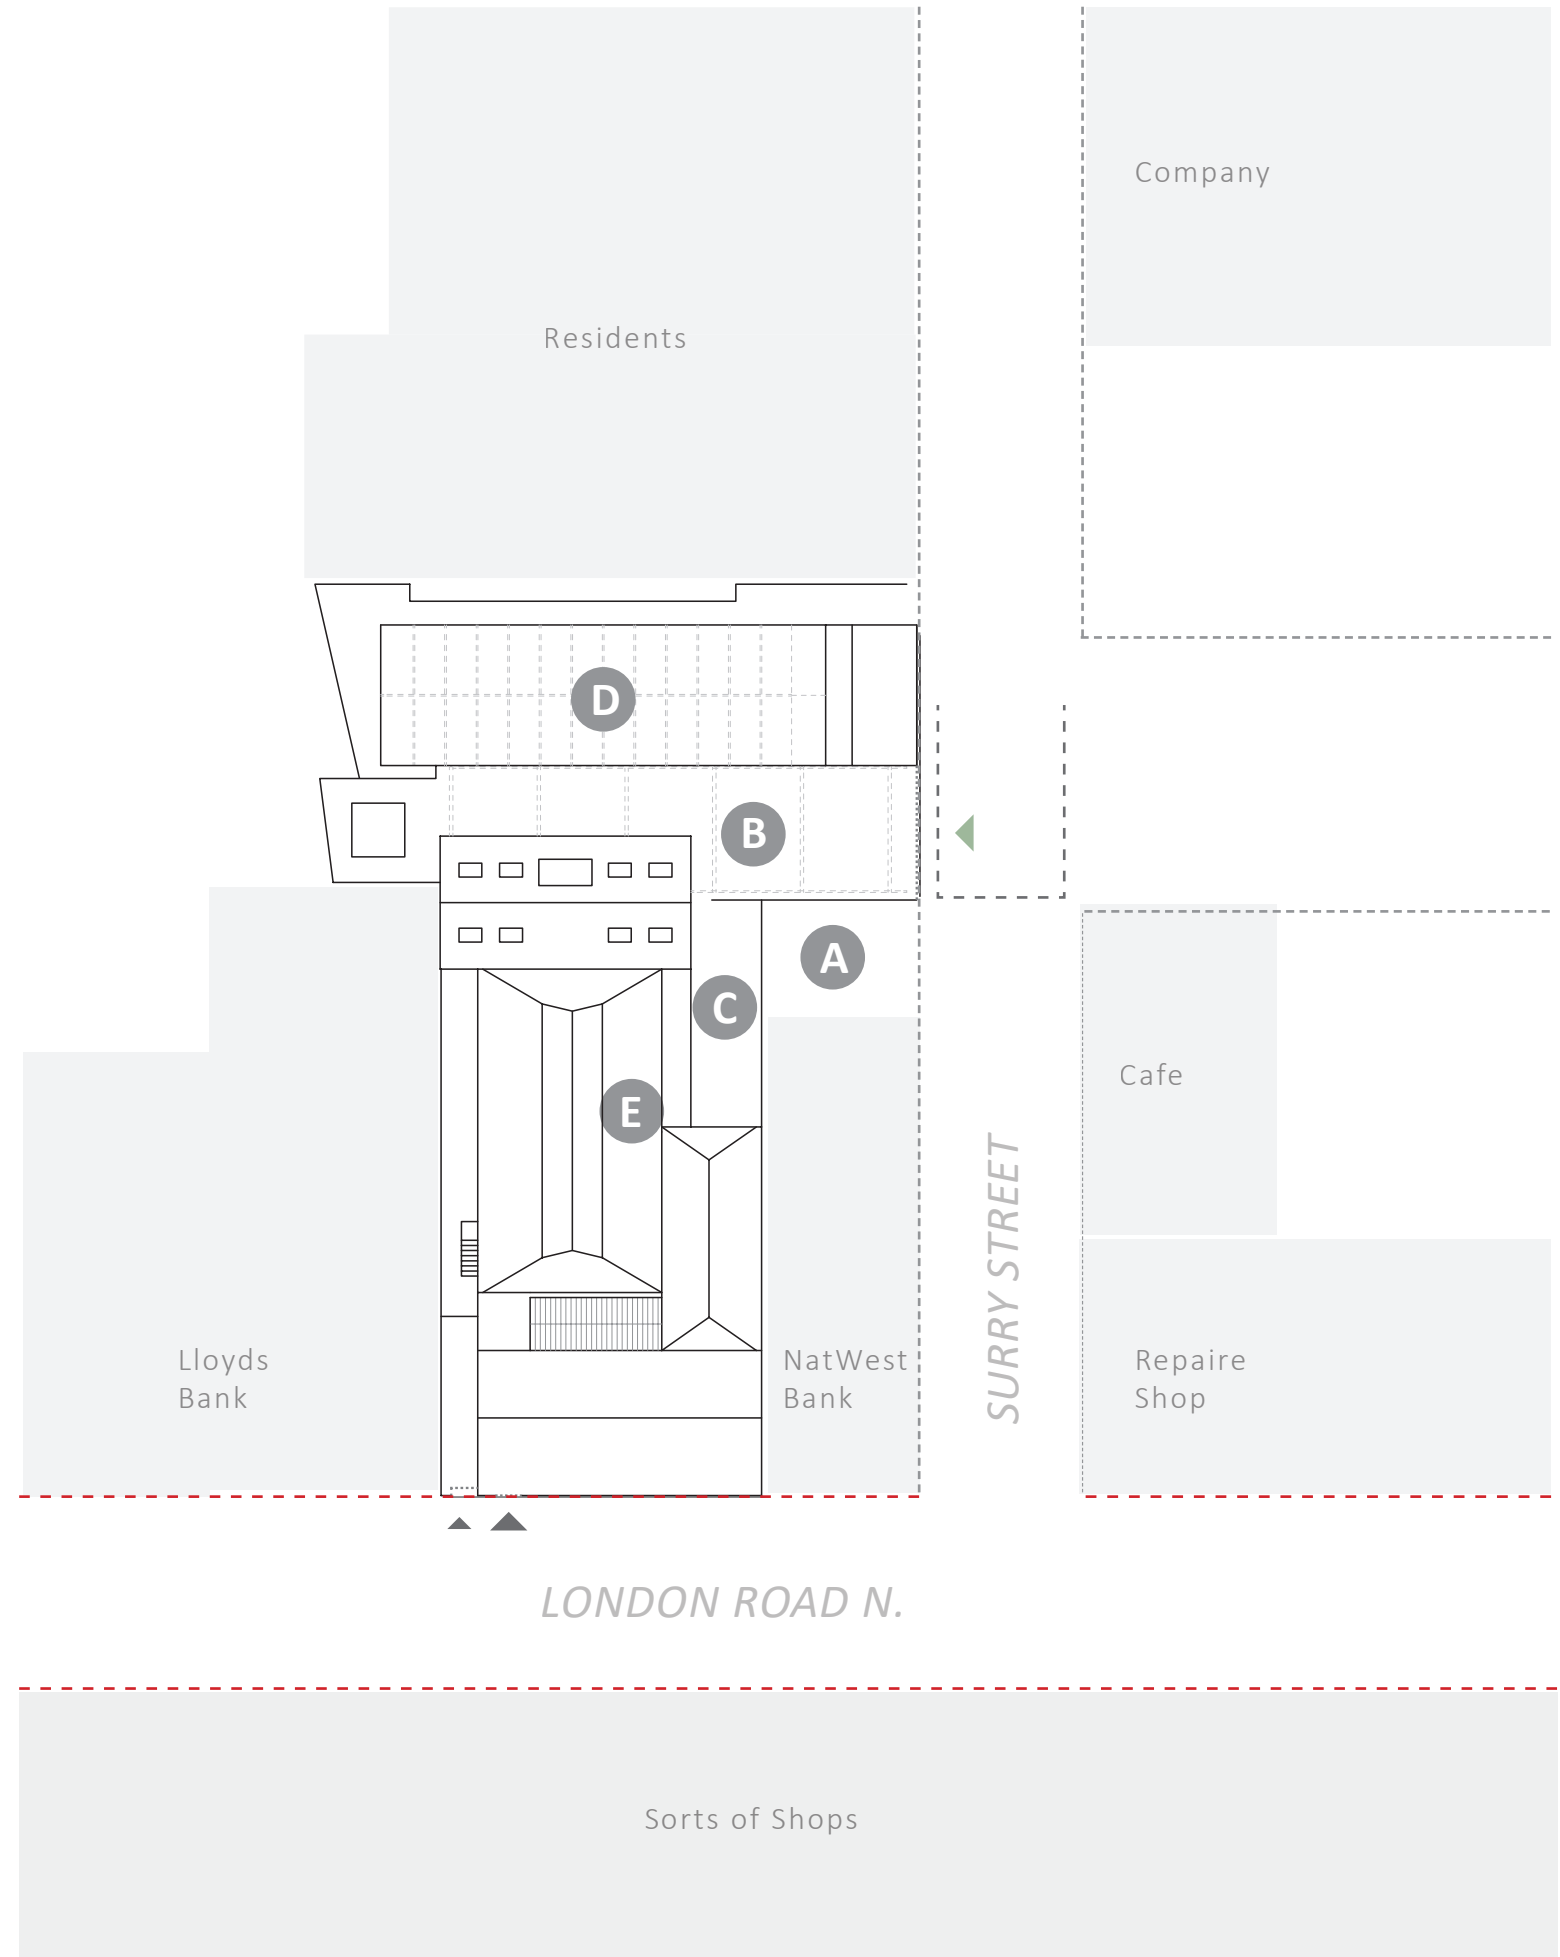 Company
Residents
D
B
A
C
Cafe
E
SURRY STREET
Lloyds
Bank
NatWest
Bank
Repaire
Shop
LONDON ROAD N.
Sorts of Shops